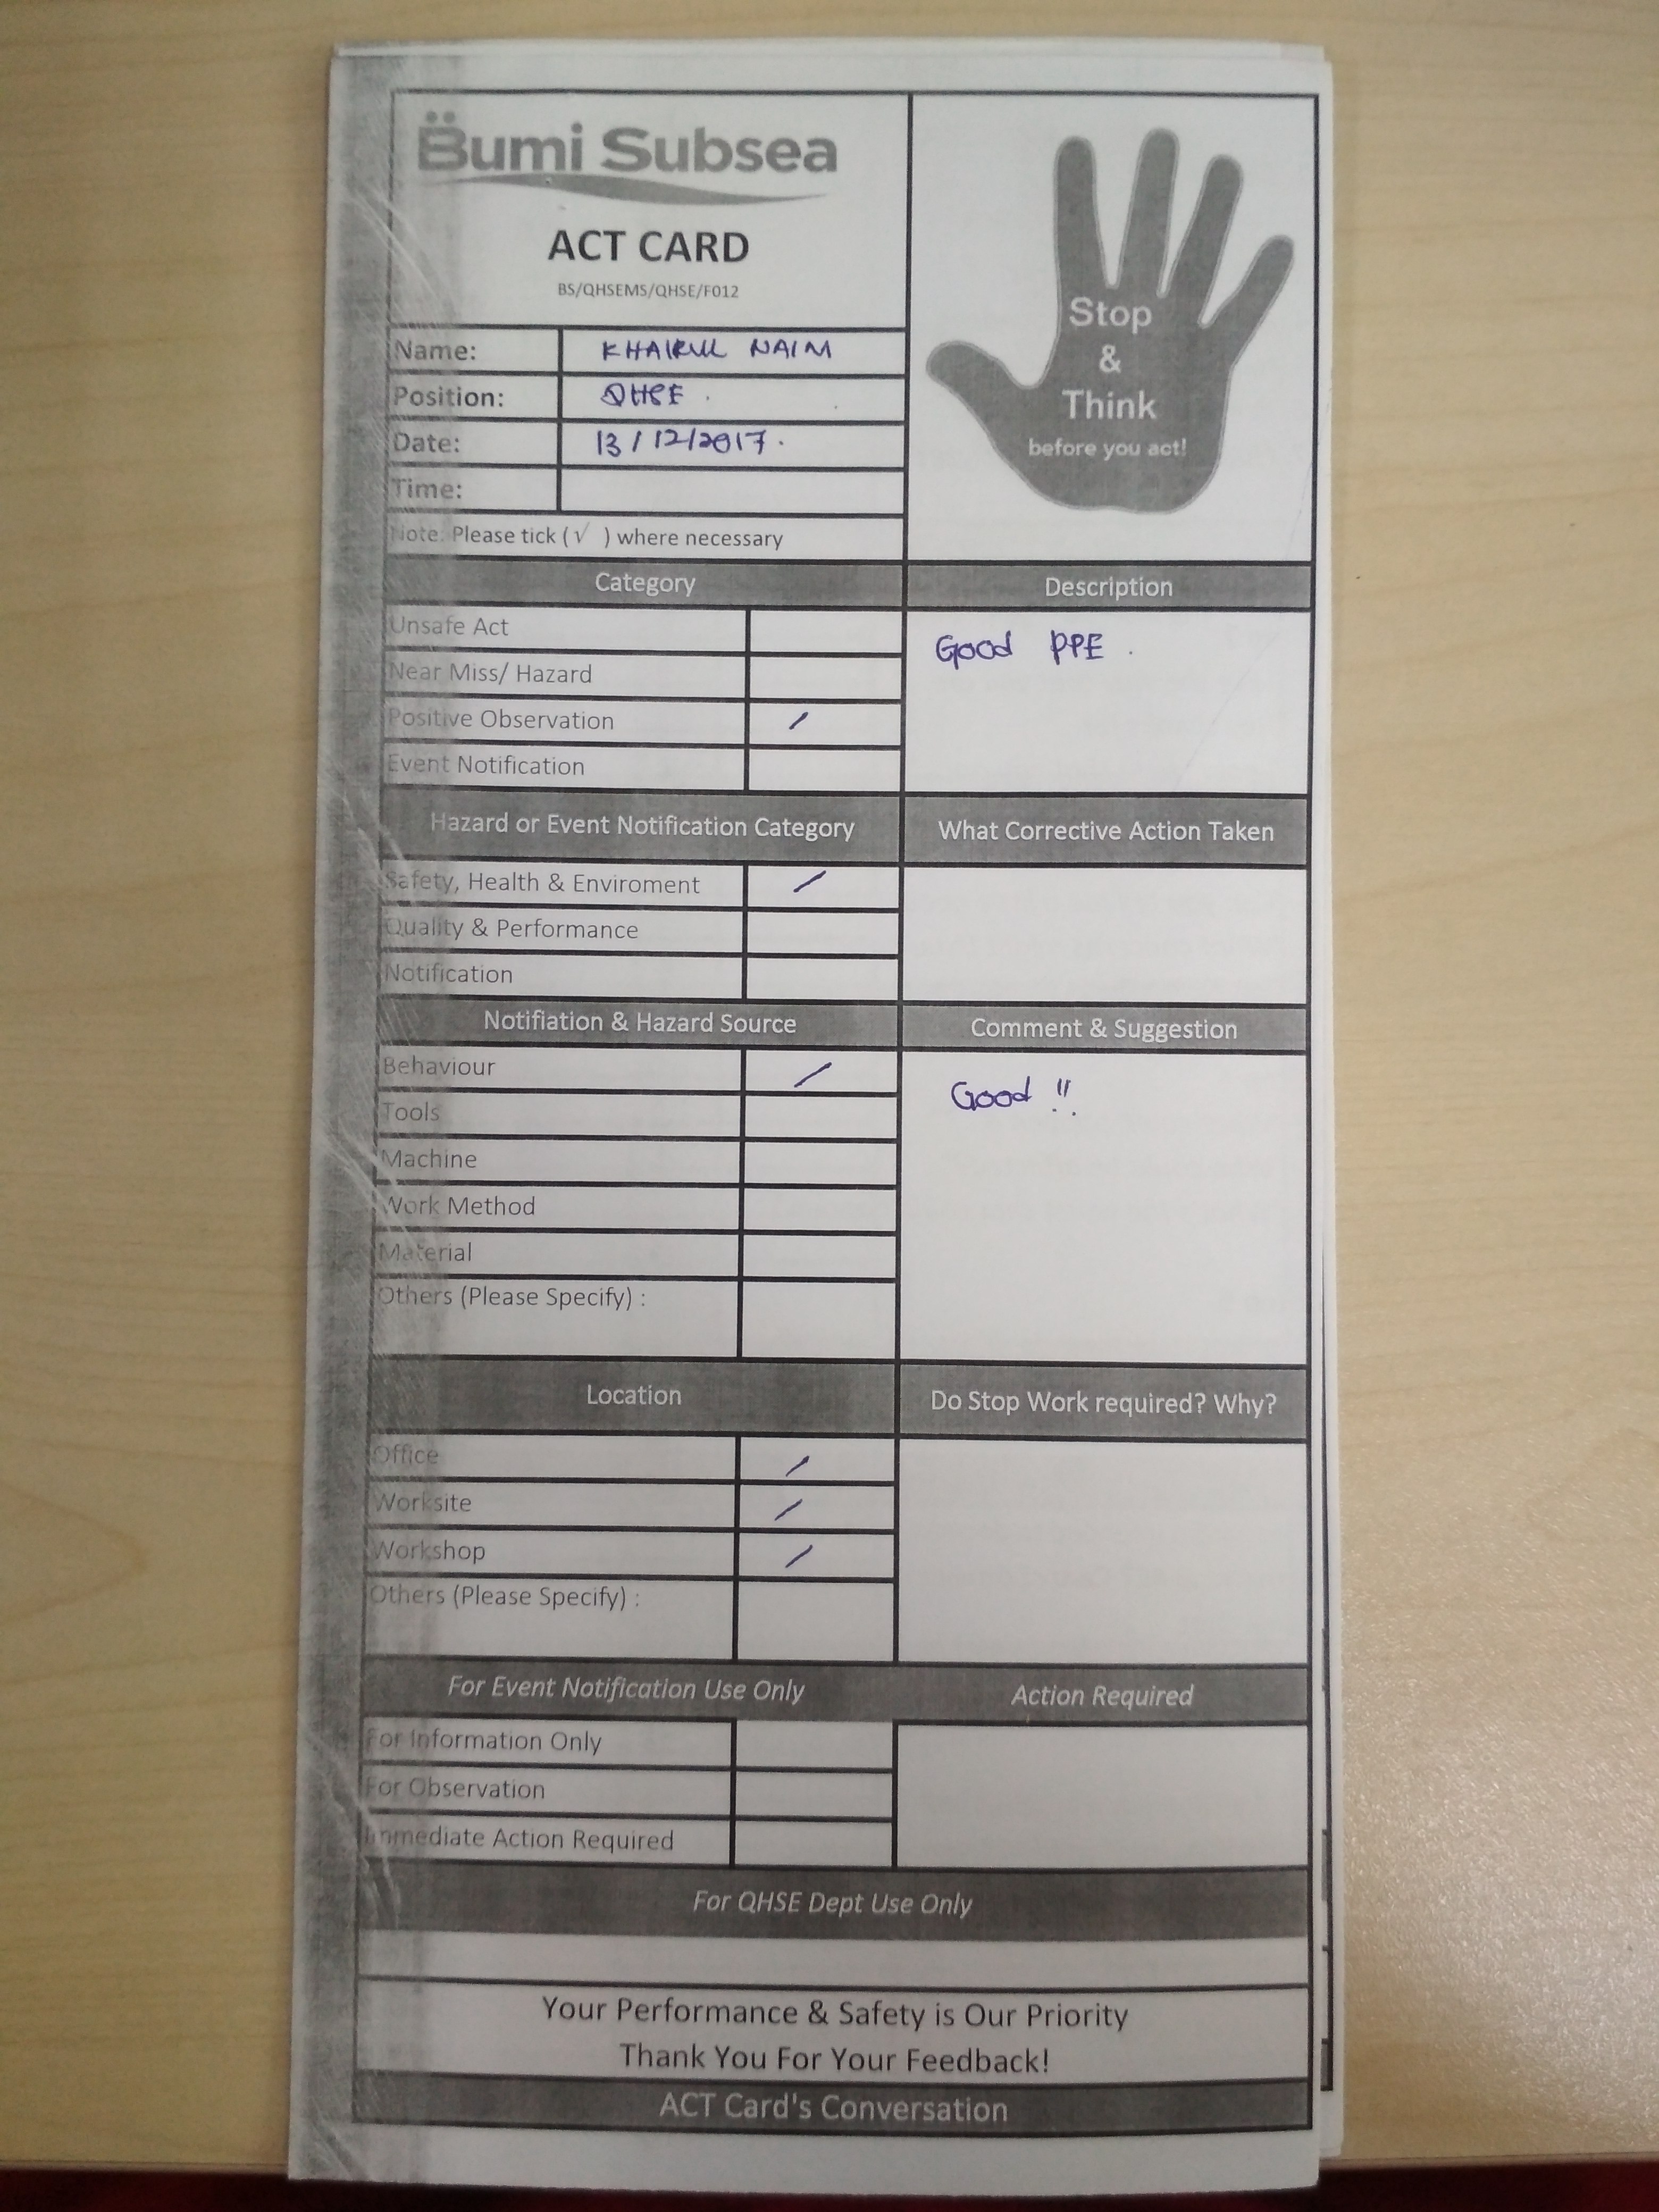 Bumi Subsea
ACT CARD
BS/QHSEMS/QHSE/F012
Name: KHAIRUL NAIM
Position: QHSE.
Date: 13/12/2017.
Time:
Note: Please tick (√ ) where necessary
Stop
&
Think
before you act!
Category
Description
Unsafe Act
Near Miss/ Hazard
Positive Observation /
Event Notification
Good PPE.
Hazard or Event Notification Category
What Corrective Action Taken
Safety, Health & Enviroment /
Quality & Performance
Notification
Notifiation & Hazard Source
Comment & Suggestion
Behaviour /
Tools
Machine
Work Method
Material
Others (Please Specify) :
Good !!
Location
Do Stop Work required? Why?
Office /
Worksite /
Workshop /
Others (Please Specify) :
For Event Notification Use Only
Action Required
For Information Only
For Observation
Immediate Action Required
For QHSE Dept Use Only
Your Performance & Safety is Our Priority
Thank You For Your Feedback!
ACT Card's Conversation